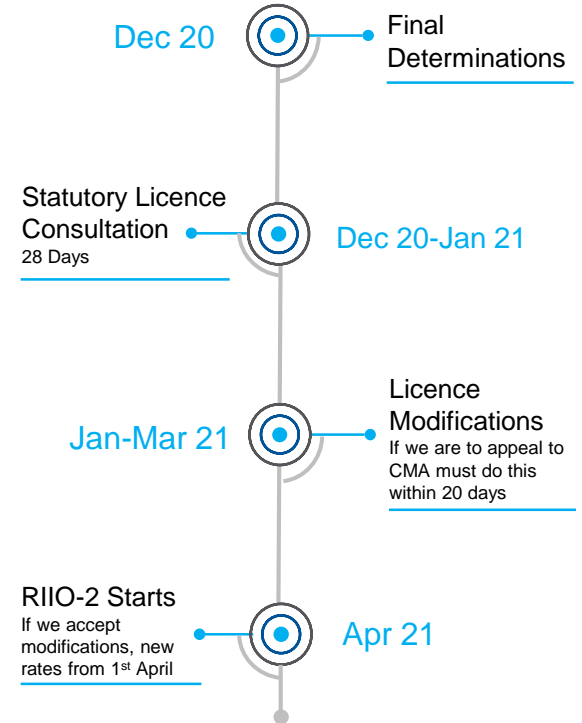 Dec 20
Final
Determinations
Statutory Licence
Consultation
28 Days
Dec 20-Jan 21
Jan-Mar 21
Licence
Modifications
If we are to appeal to
CMA must do this
within 20 days
RIIO-2 Starts
If we accept
modifications, new
rates from 1st April
Apr 21